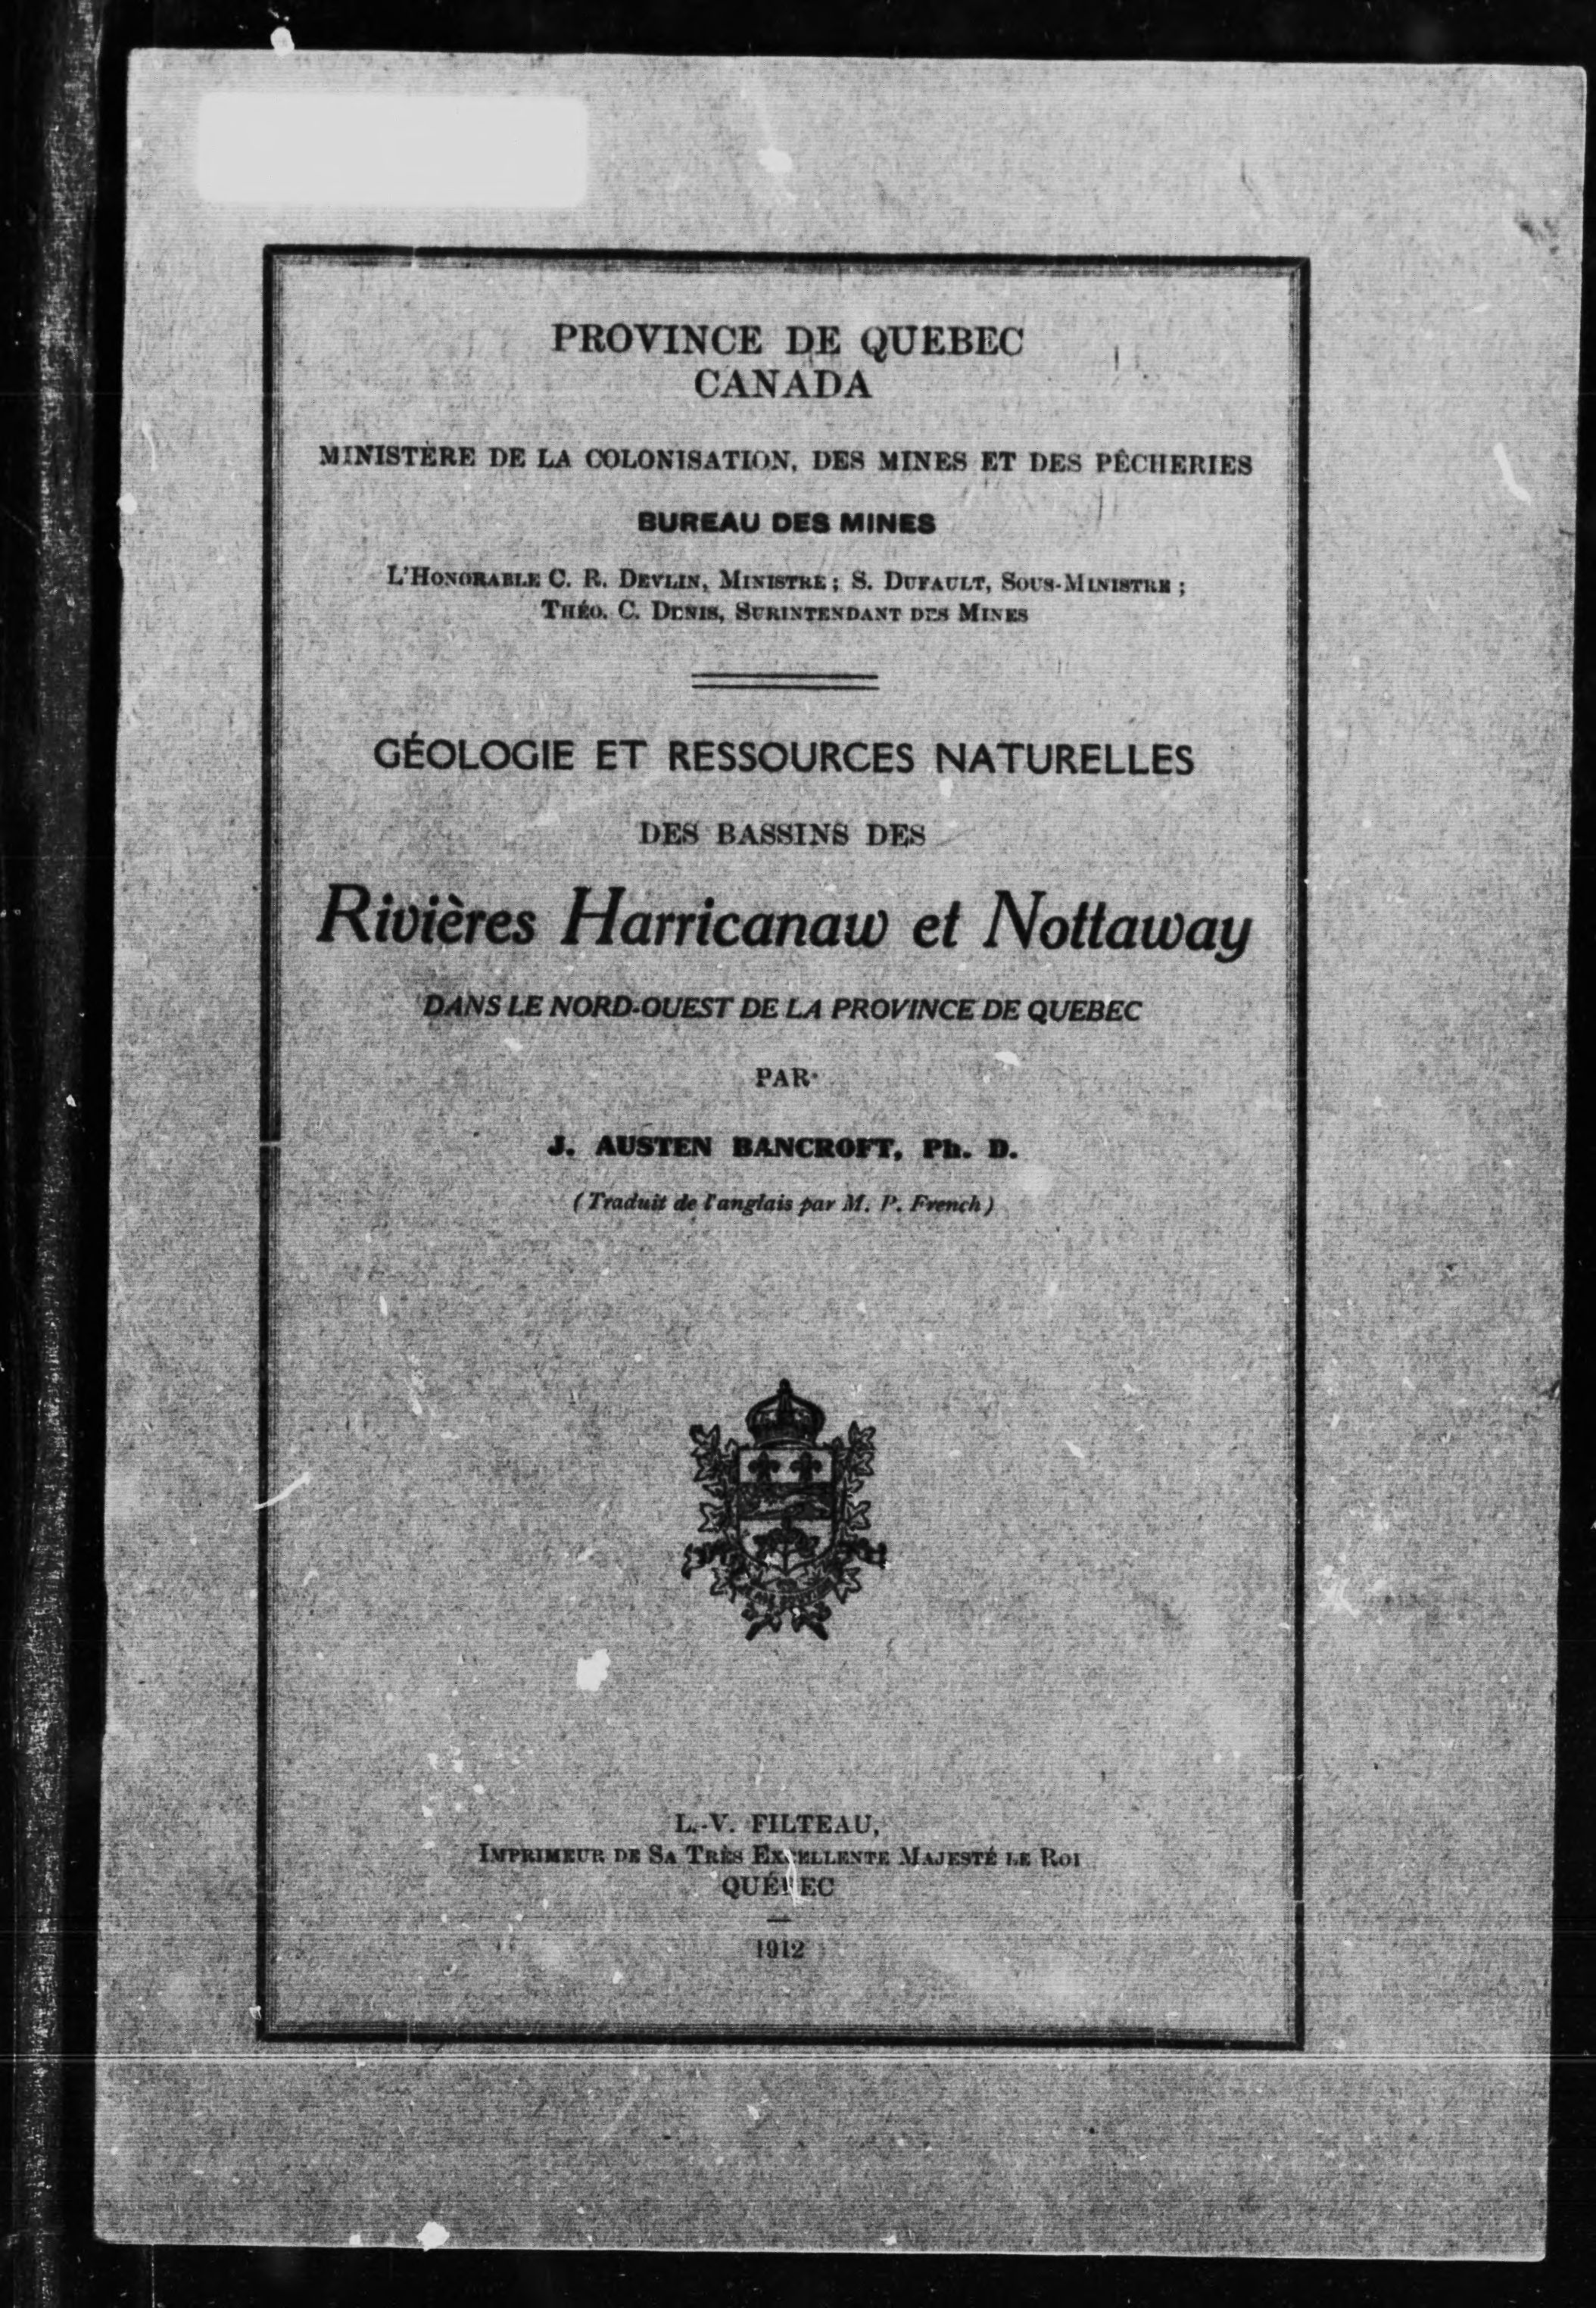 PROVINCE DE QUEBEC
CANADA
MINISTÈRE DE LA COLONISATION, DES MINES ET DES PÊCHERIES
BUREAU DES MINES
L'HONORABLE C. R. DEVLIN, MINISTRE; S. DUFAULT, SOUS-MINISTRE;
THÉO. C. DENIS, SURINTENDANT DES MINES
GÉOLOGIE ET RESSOURCES NATURELLES
DES BASSINS DES
Rivières Harricanaw et Nottaway
DANS LE NORD-OUEST DE LA PROVINCE DE QUEBEC
PAR
J. AUSTEN BANCROFT, Ph. D.
(Traduit de l'anglais par M. P. French)
L.-V. FILTEAU,
IMPRIMEUR DE SA TRÈS EXCELLENTE MAJESTÉ LE ROI
QUÉBEC
1912